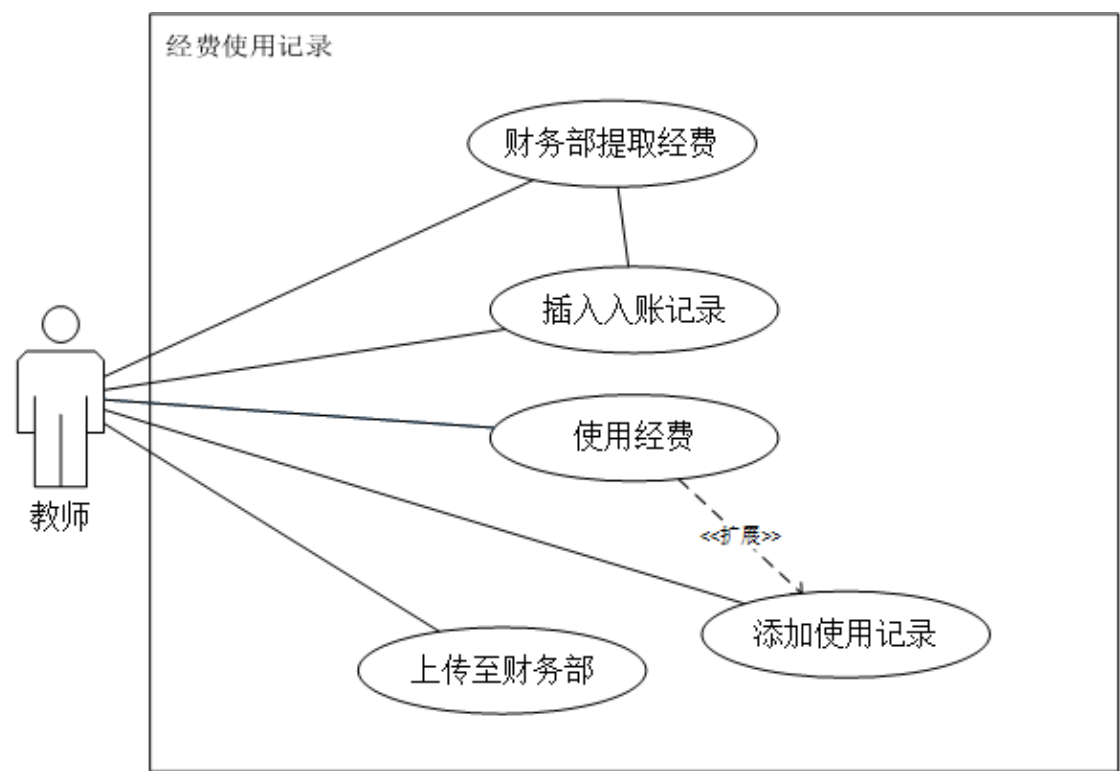 经费使用记录
财务部提取经费
插入入账记录
使用经费
教师
<<扩展>>
添加使用记录
上传至财务部